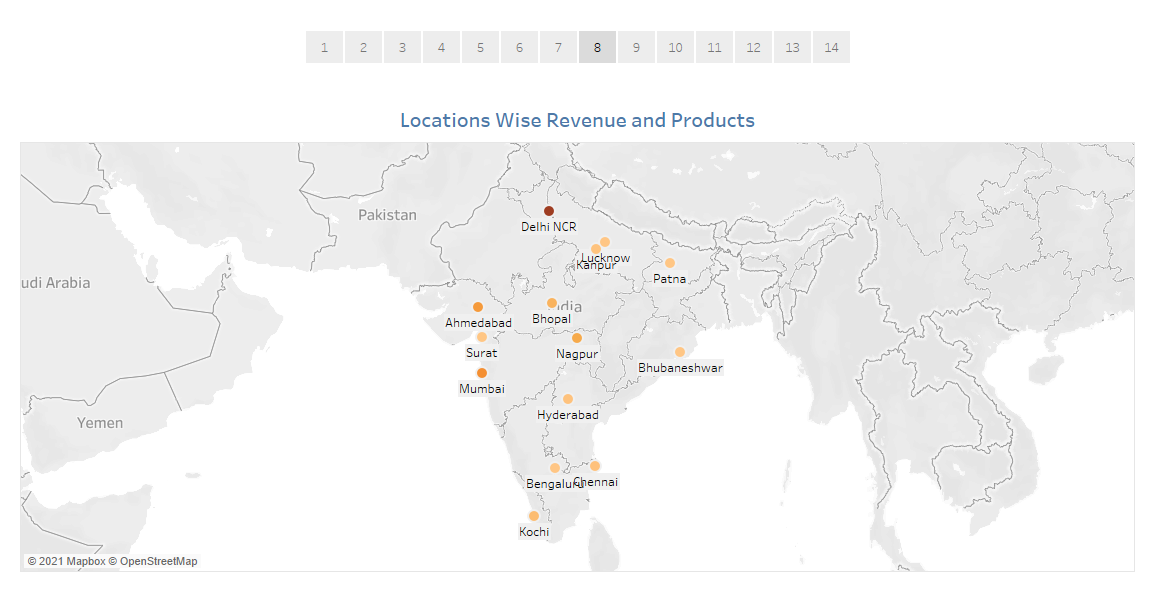 1 2 3 4 5 6 7 8 9 10 11 12 13 14
Locations Wise Revenue and Products
Pakistan
Delhi NCR
Lucknow
Kanpur
Patna
udi Arabia
dia
Ahmedabad
Bhopal
Surat
Nagpur
Bhubaneshwar
Mumbai
Hyderabad
Yemen
Bengaluru
Chennai
Kochi
© 2021 Mapbox © OpenStreetMap